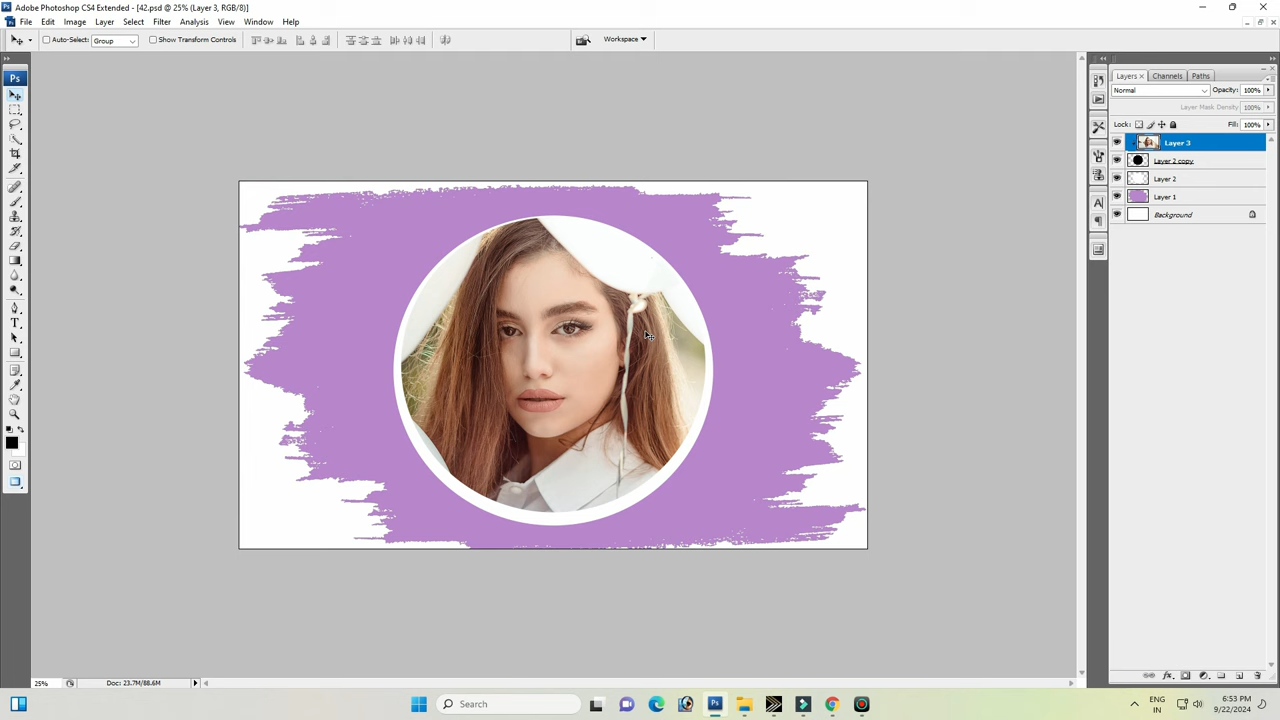 Adobe Photoshop CS4 Extended - [42.psd @ 25% (Layer 3, RGB/8)]
Ps File Edit Image Layer Select Filter Analysis View Window Help
Auto-Select: Group Show Transform Controls Workspace
Ps
Layers Channels Paths
Normal Opacity: 100%
Layer Mask Density: 100%
Lock: Fill: 100%
Layer 3
Layer 2 copy
Layer 2
Layer 1
Background
T
A
25% Doc: 23.7M/88.6M
Search
Ps
ENG
IN
6:53 PM
9/22/2024